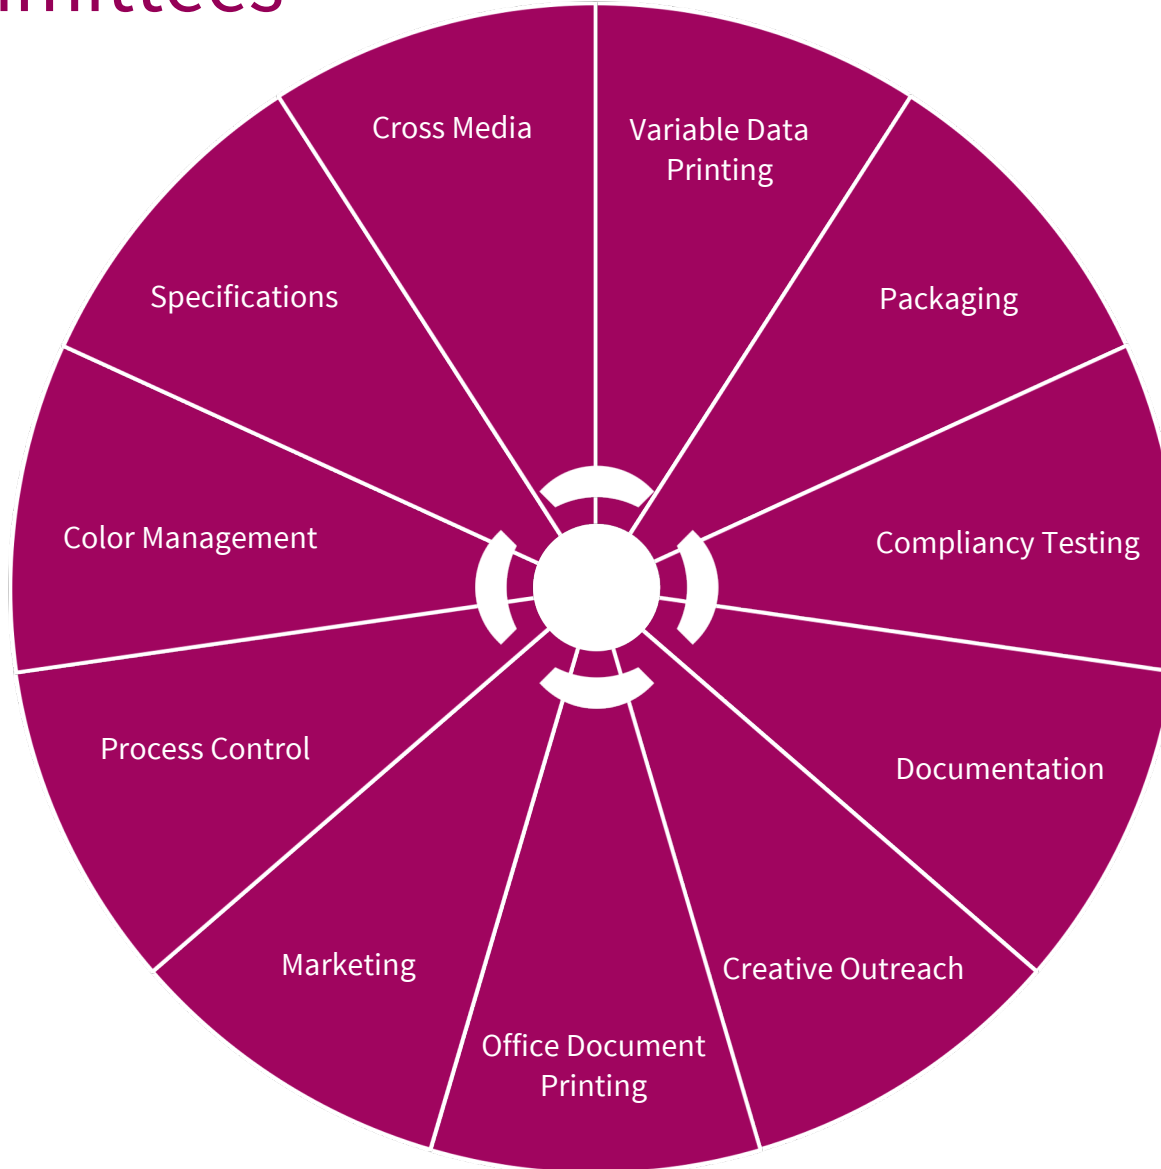 Cross Media
Variable Data
Printing
Specifications
Packaging
Color Management
Compliancy Testing
Process Control
Documentation
Marketing
Creative Outreach
Office Document
Printing